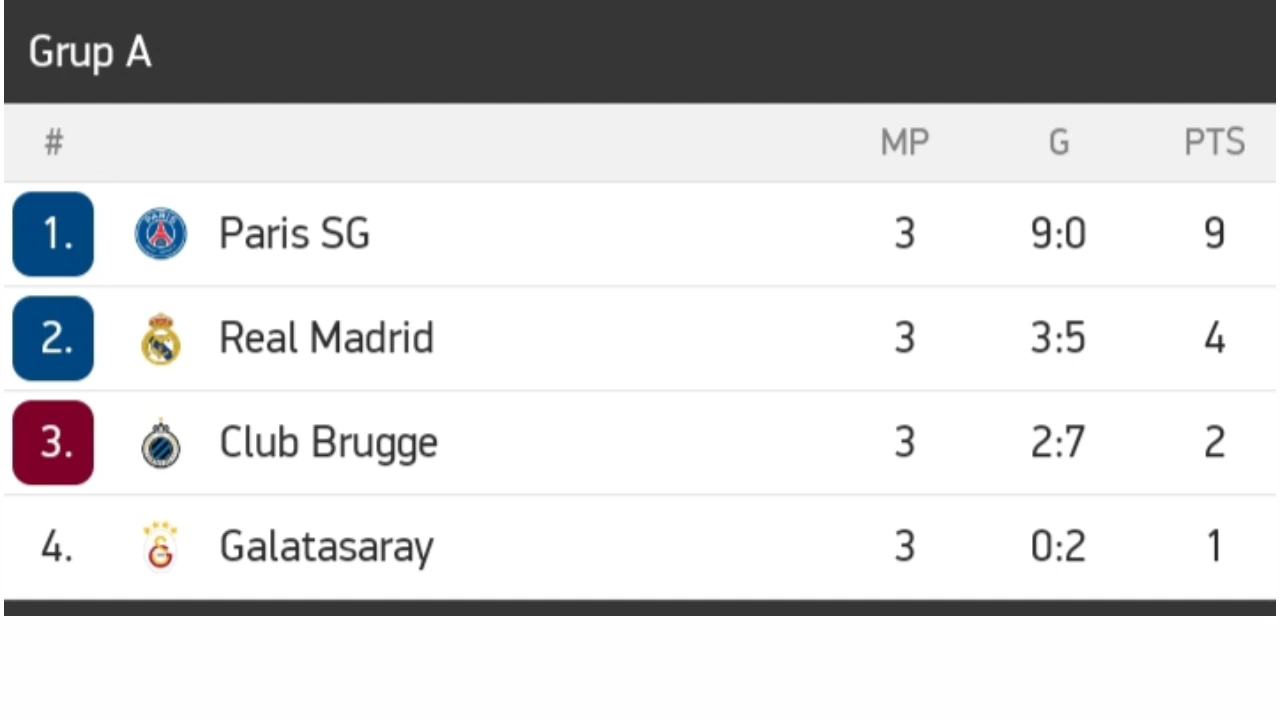 Grup A
# MP G PTS
1. Paris SG 3 9:0 9
2. Real Madrid 3 3:5 4
3. Club Brugge 3 2:7 2
4. Galatasaray 3 0:2 1